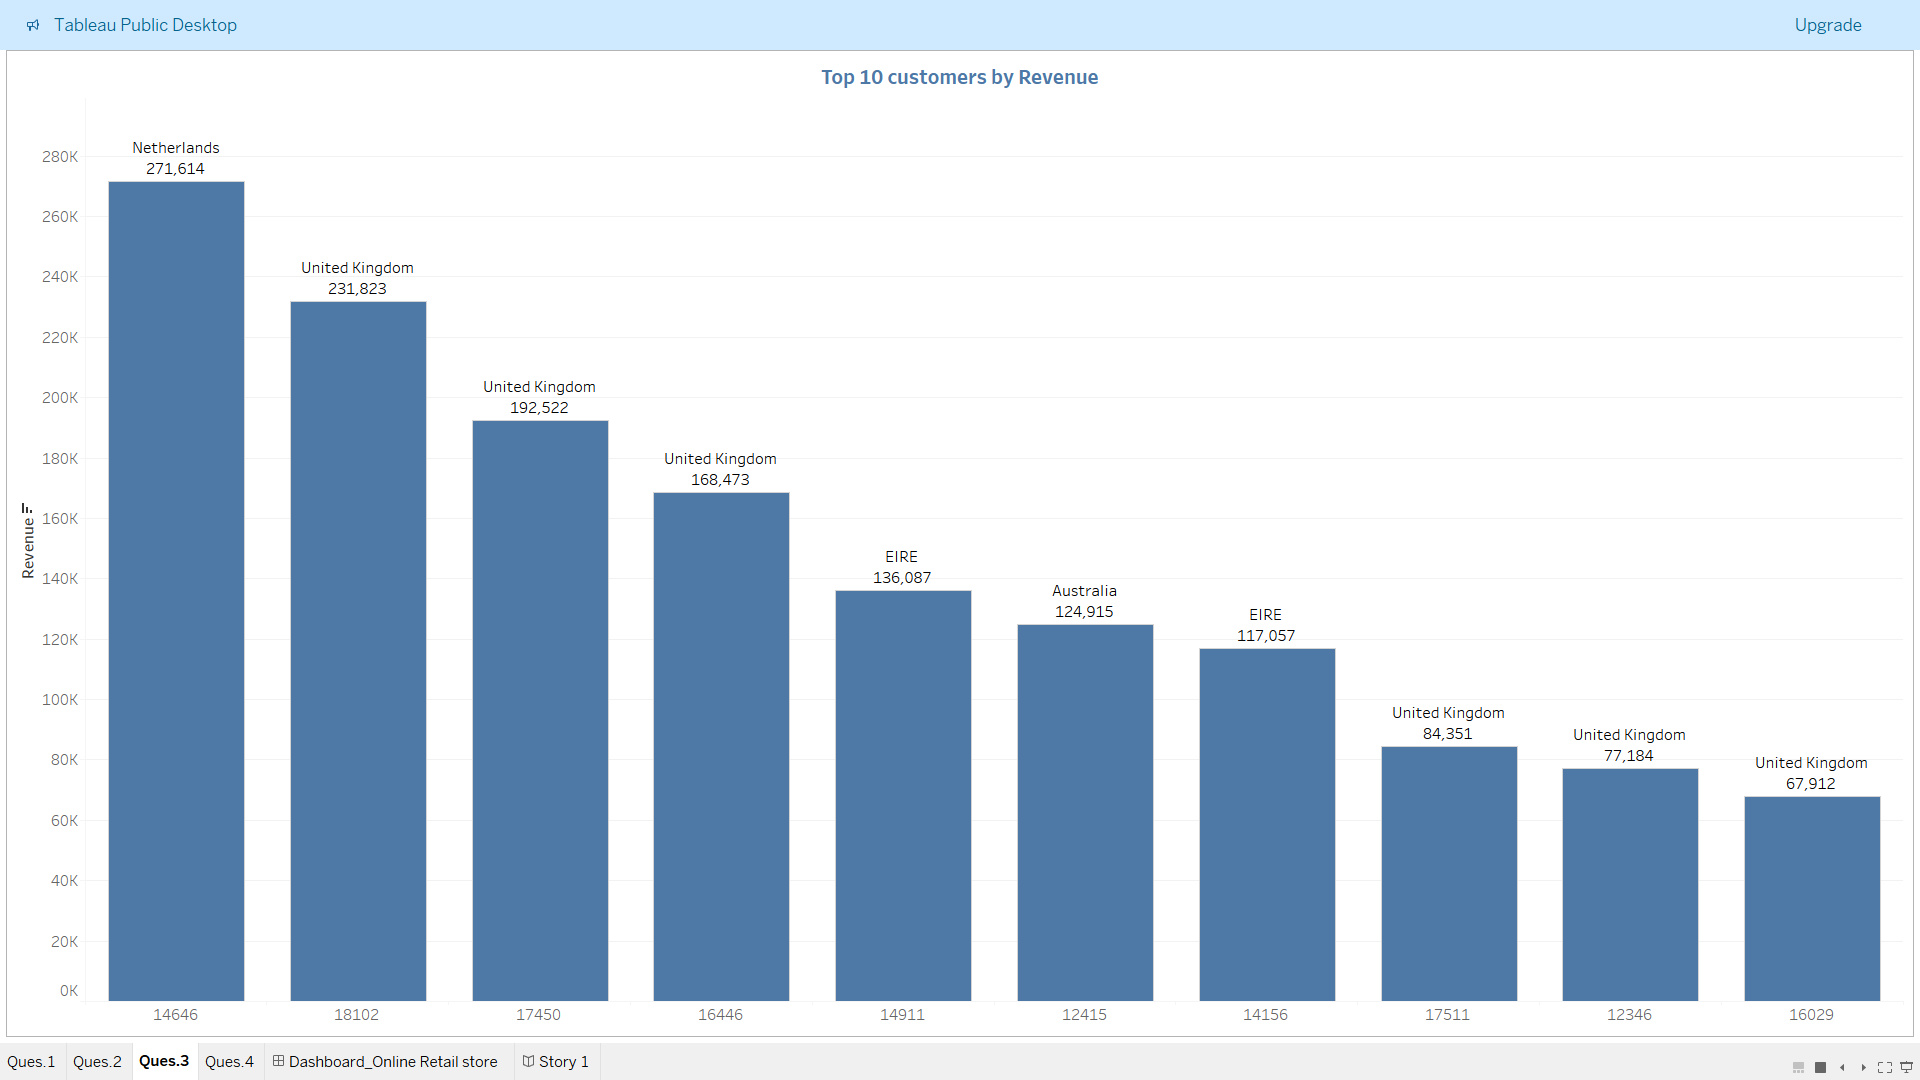 Tableau Public Desktop
Upgrade
Top 10 customers by Revenue
Revenue
280K
260K
240K
220K
200K
180K
160K
140K
120K
100K
80K
60K
40K
20K
0K
Netherlands
271,614
United Kingdom
231,823
United Kingdom
192,522
United Kingdom
168,473
EIRE
136,087
Australia
124,915
EIRE
117,057
United Kingdom
84,351
United Kingdom
77,184
United Kingdom
67,912
14646 18102 17450 16446 14911 12415 14156 17511 12346 16029
Ques.1 Ques.2 Ques.3 Ques.4 Dashboard_Online Retail store Story 1